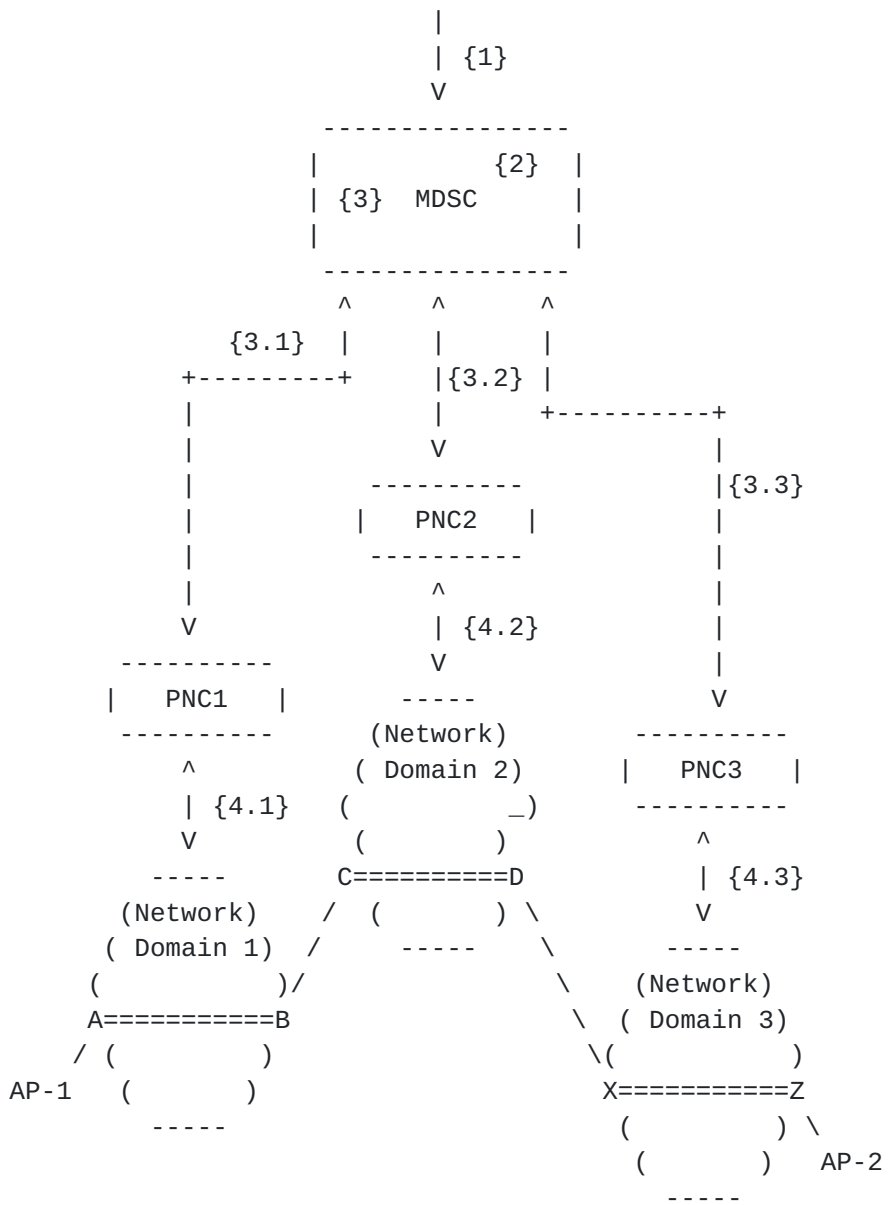 |
| {1}
V
----------------
| {2} |
| {3} MDSC |
| |
----------------
^ ^ ^
{3.1} | | |
+---------+ |{3.2} |
| | +----------+
| V |
| ---------- |{3.3}
| | PNC2 | |
| ---------- |
| ^ |
V | {4.2} |
---------- V |
| PNC1 | ----- V
---------- (Network) ----------
^ ( Domain 2) | PNC3 |
| {4.1} ( _) ----------
V ( ) ^
----- C==========D | {4.3}
(Network) / ( ) \ V
( Domain 1) / ----- \ -----
( )/ \ (Network)
A===========B \ ( Domain 3)
/ ( ) \( )
AP-1 ( ) X===========Z
----- ( ) \
( ) AP-2
-----